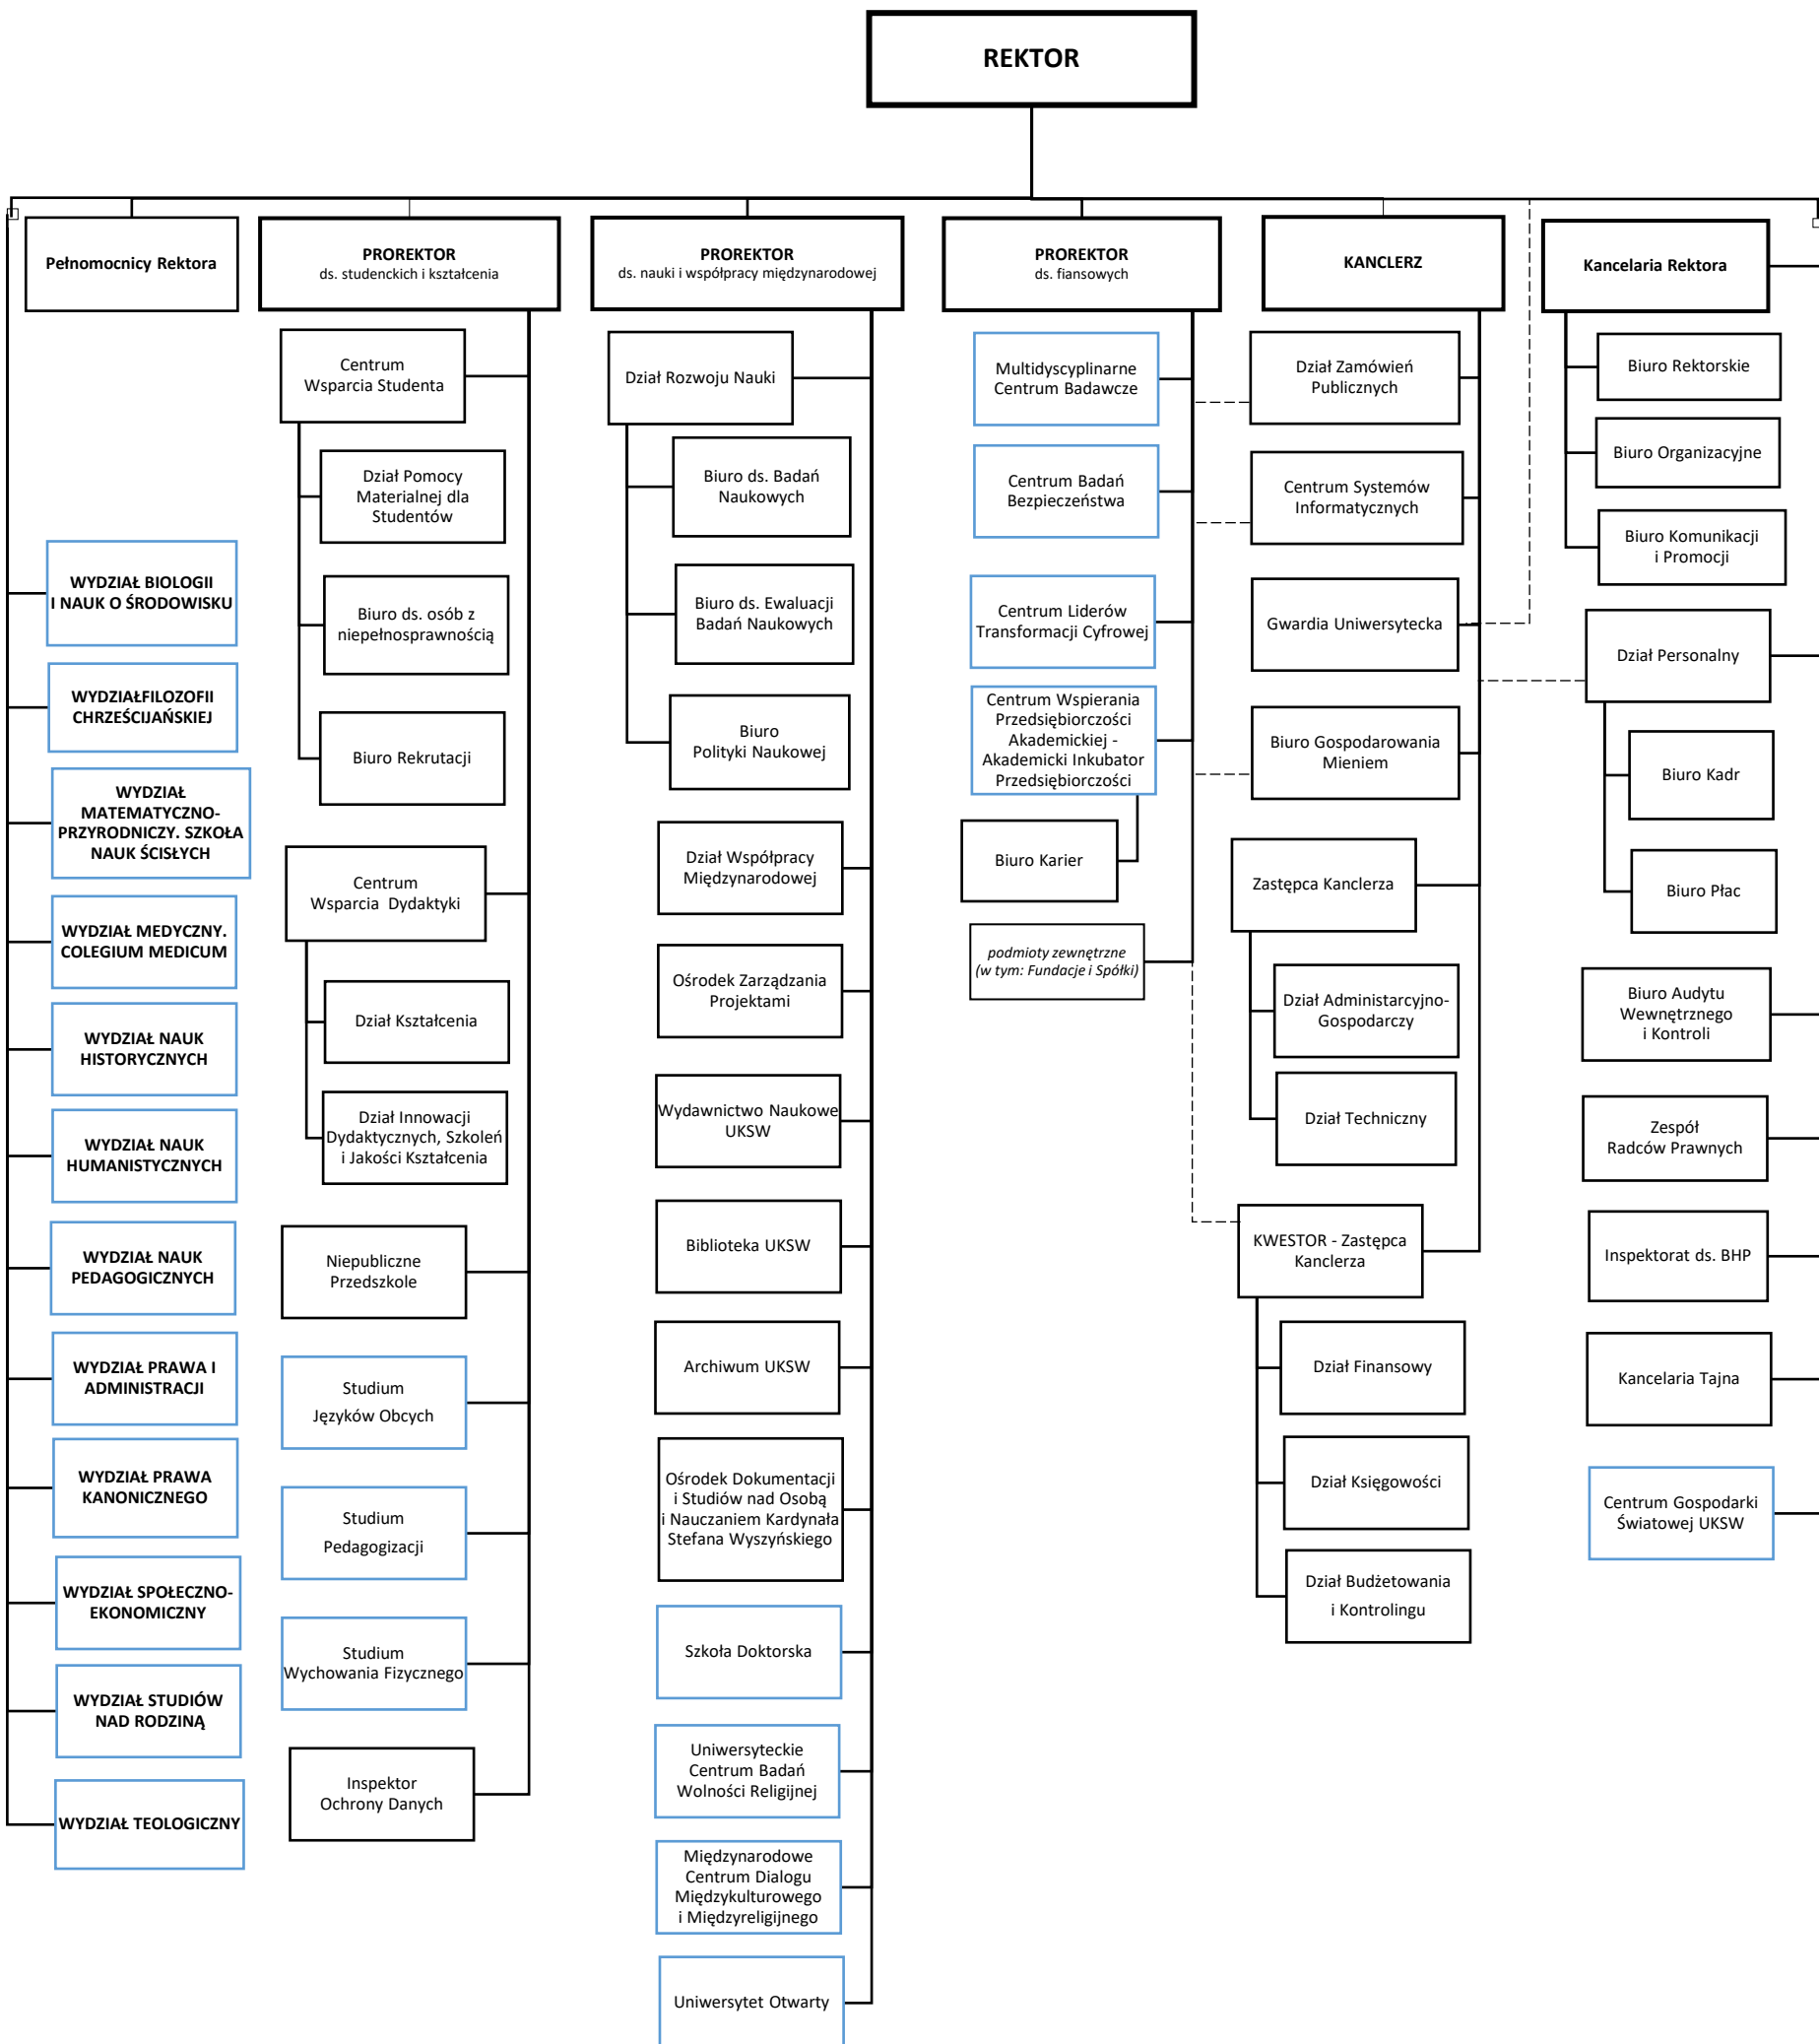 REKTOR
Pełnomocnicy Rektora
WYDZIAŁ BIOLOGII
I NAUK O ŚRODOWISKU
WYDZIAŁFILOZOFII
CHRZEŚCIJAŃSKIEJ
WYDZIAŁ
MATEMATYCZNO-
PRZYRODNICZY. SZKOŁA
NAUK ŚCISŁYCH
WYDZIAŁ MEDYCZNY.
COLEGIUM MEDICUM
WYDZIAŁ NAUK
HISTORYCZNYCH
WYDZIAŁ NAUK
HUMANISTYCZNYCH
WYDZIAŁ NAUK
PEDAGOGICZNYCH
WYDZIAŁ PRAWA I
ADMINISTRACJI
WYDZIAŁ PRAWA
KANONICZNEGO
WYDZIAŁ SPOŁECZNO-
EKONOMICZNY
WYDZIAŁ STUDIÓW
NAD RODZINĄ
WYDZIAŁ TEOLOGICZNY
PROREKTOR
ds. studenckich i kształcenia
Centrum
Wsparcia Studenta
Dział Pomocy
Materialnej dla
Studentów
Biuro ds. osób z
niepełnosprawnością
Biuro Rekrutacji
Centrum
Wsparcia Dydaktyki
Dział Kształcenia
Dział Innowacji
Dydaktycznych, Szkoleń
i Jakości Kształcenia
Niepubliczne
Przedszkole
Studium
Języków Obcych
Studium
Pedagogizacji
Studium
Wychowania Fizycznego
Inspektor
Ochrony Danych
PROREKTOR
ds. nauki i współpracy międzynarodowej
Dział Rozwoju Nauki
Biuro ds. Badań
Naukowych
Biuro ds. Ewaluacji
Badań Naukowych
Biuro
Polityki Naukowej
Dział Współpracy
Międzynarodowej
Ośrodek Zarządzania
Projektami
Wydawnictwo Naukowe
UKSW
Biblioteka UKSW
Archiwum UKSW
Ośrodek Dokumentacji
i Studiów nad Osobą
i Nauczaniem Kardynała
Stefana Wyszyńskiego
Szkoła Doktorska
Uniwersyteckie
Centrum Badań
Wolności Religijnej
Międzynarodowe
Centrum Dialogu
Międzykulturowego
i Międzyreligijnego
Uniwersytet Otwarty
PROREKTOR
ds. fiansowych
Multidyscyplinarne
Centrum Badawcze
Centrum Badań
Bezpieczeństwa
Centrum Liderów
Transformacji Cyfrowej
Centrum Wspierania
Przedsiębiorczości
Akademickiej -
Akademicki Inkubator
Przedsiębiorczości
Biuro Karier
podmioty zewnętrzne
(w tym: Fundacje i Spółki)
KANCLERZ
Dział Zamówień
Publicznych
Centrum Systemów
Informatycznych
Gwardia Uniwersytecka
Biuro Gospodarowania
Mieniem
Zastępca Kanclerza
Dział Administarcyjno-
Gospodarczy
Dział Techniczny
KWESTOR - Zastępca
Kanclerza
Dział Finansowy
Dział Księgowości
Dział Budżetowania
i Kontrolingu
Kancelaria Rektora
Biuro Rektorskie
Biuro Organizacyjne
Biuro Komunikacji
i Promocji
Dział Personalny
Biuro Kadr
Biuro Płac
Biuro Audytu
Wewnętrznego
i Kontroli
Zespół
Radców Prawnych
Inspektorat ds. BHP
Kancelaria Tajna
Centrum Gospodarki
Światowej UKSW